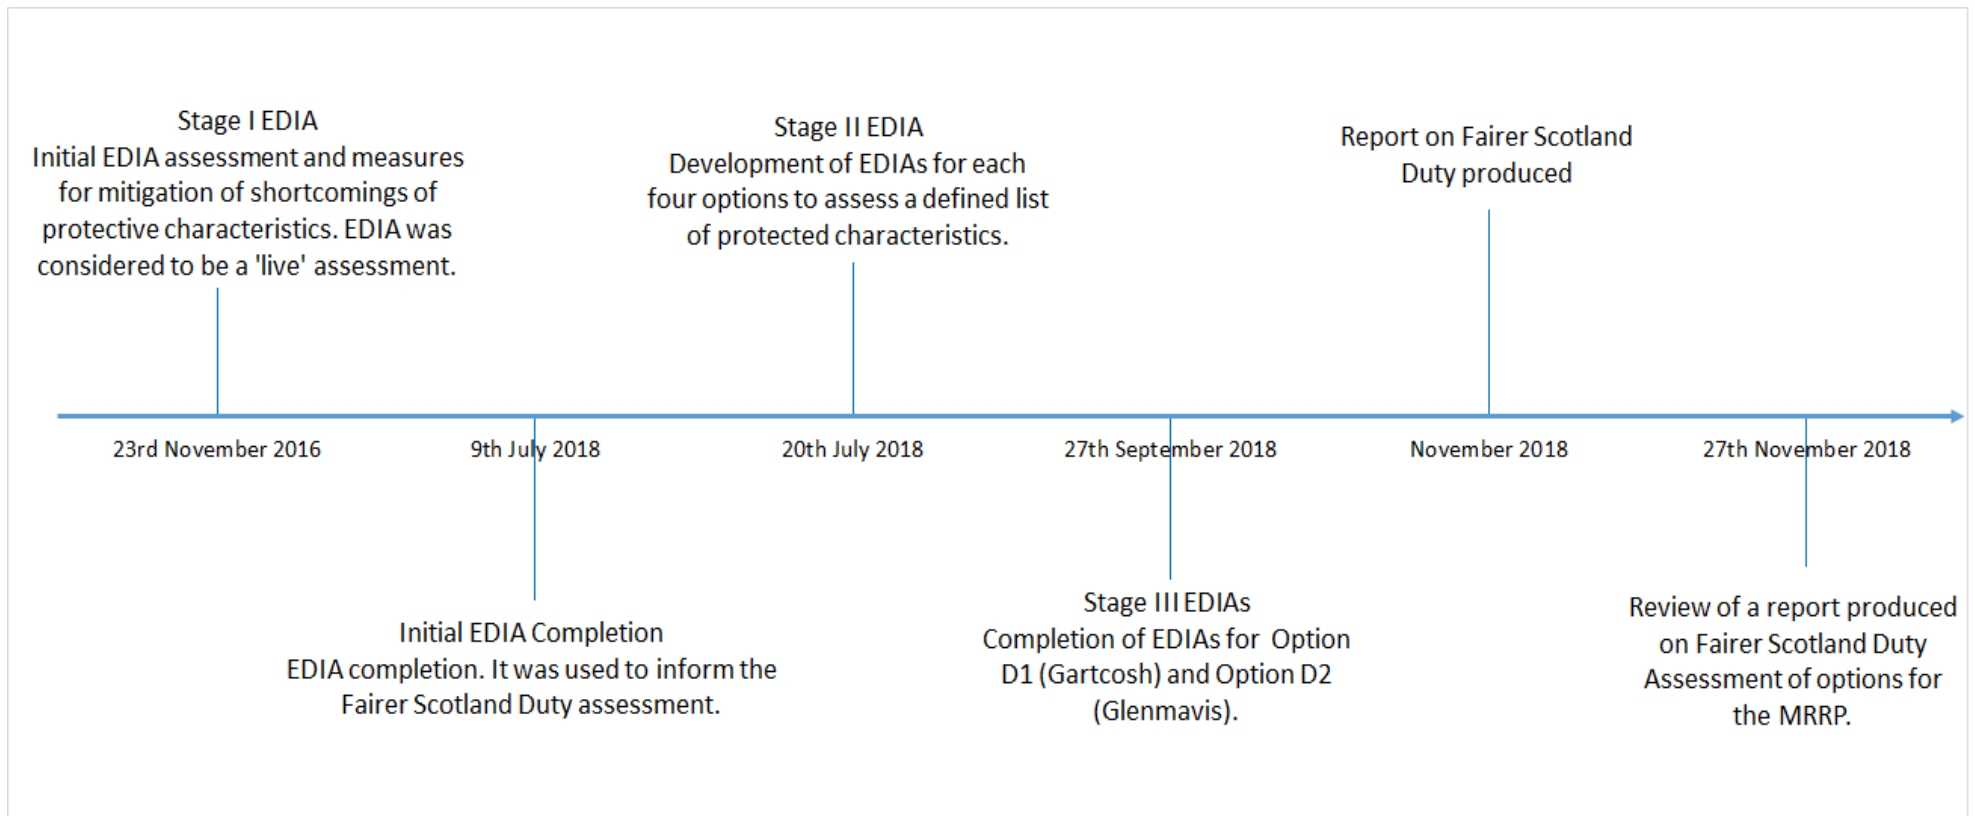 Stage I EDIA
Initial EDIA assessment and measures
for mitigation of shortcomings of
protective characteristics. EDIA was
considered to be a 'live' assessment.
Stage II EDIA
Development of EDIAs for each
four options to assess a defined list
of protected characteristics.
Report on Fairer Scotland
Duty produced
23rd November 2016
9th July 2018
20th July 2018
27th September 2018
November 2018
27th November 2018
Initial EDIA Completion
EDIA completion. It was used to inform the
Fairer Scotland Duty assessment.
Stage III EDIAs
Completion of EDIAs for Option
D1 (Gartcosh) and Option D2
(Glenmavis).
Review of a report produced
on Fairer Scotland Duty
Assessment of options for
the MRRP.